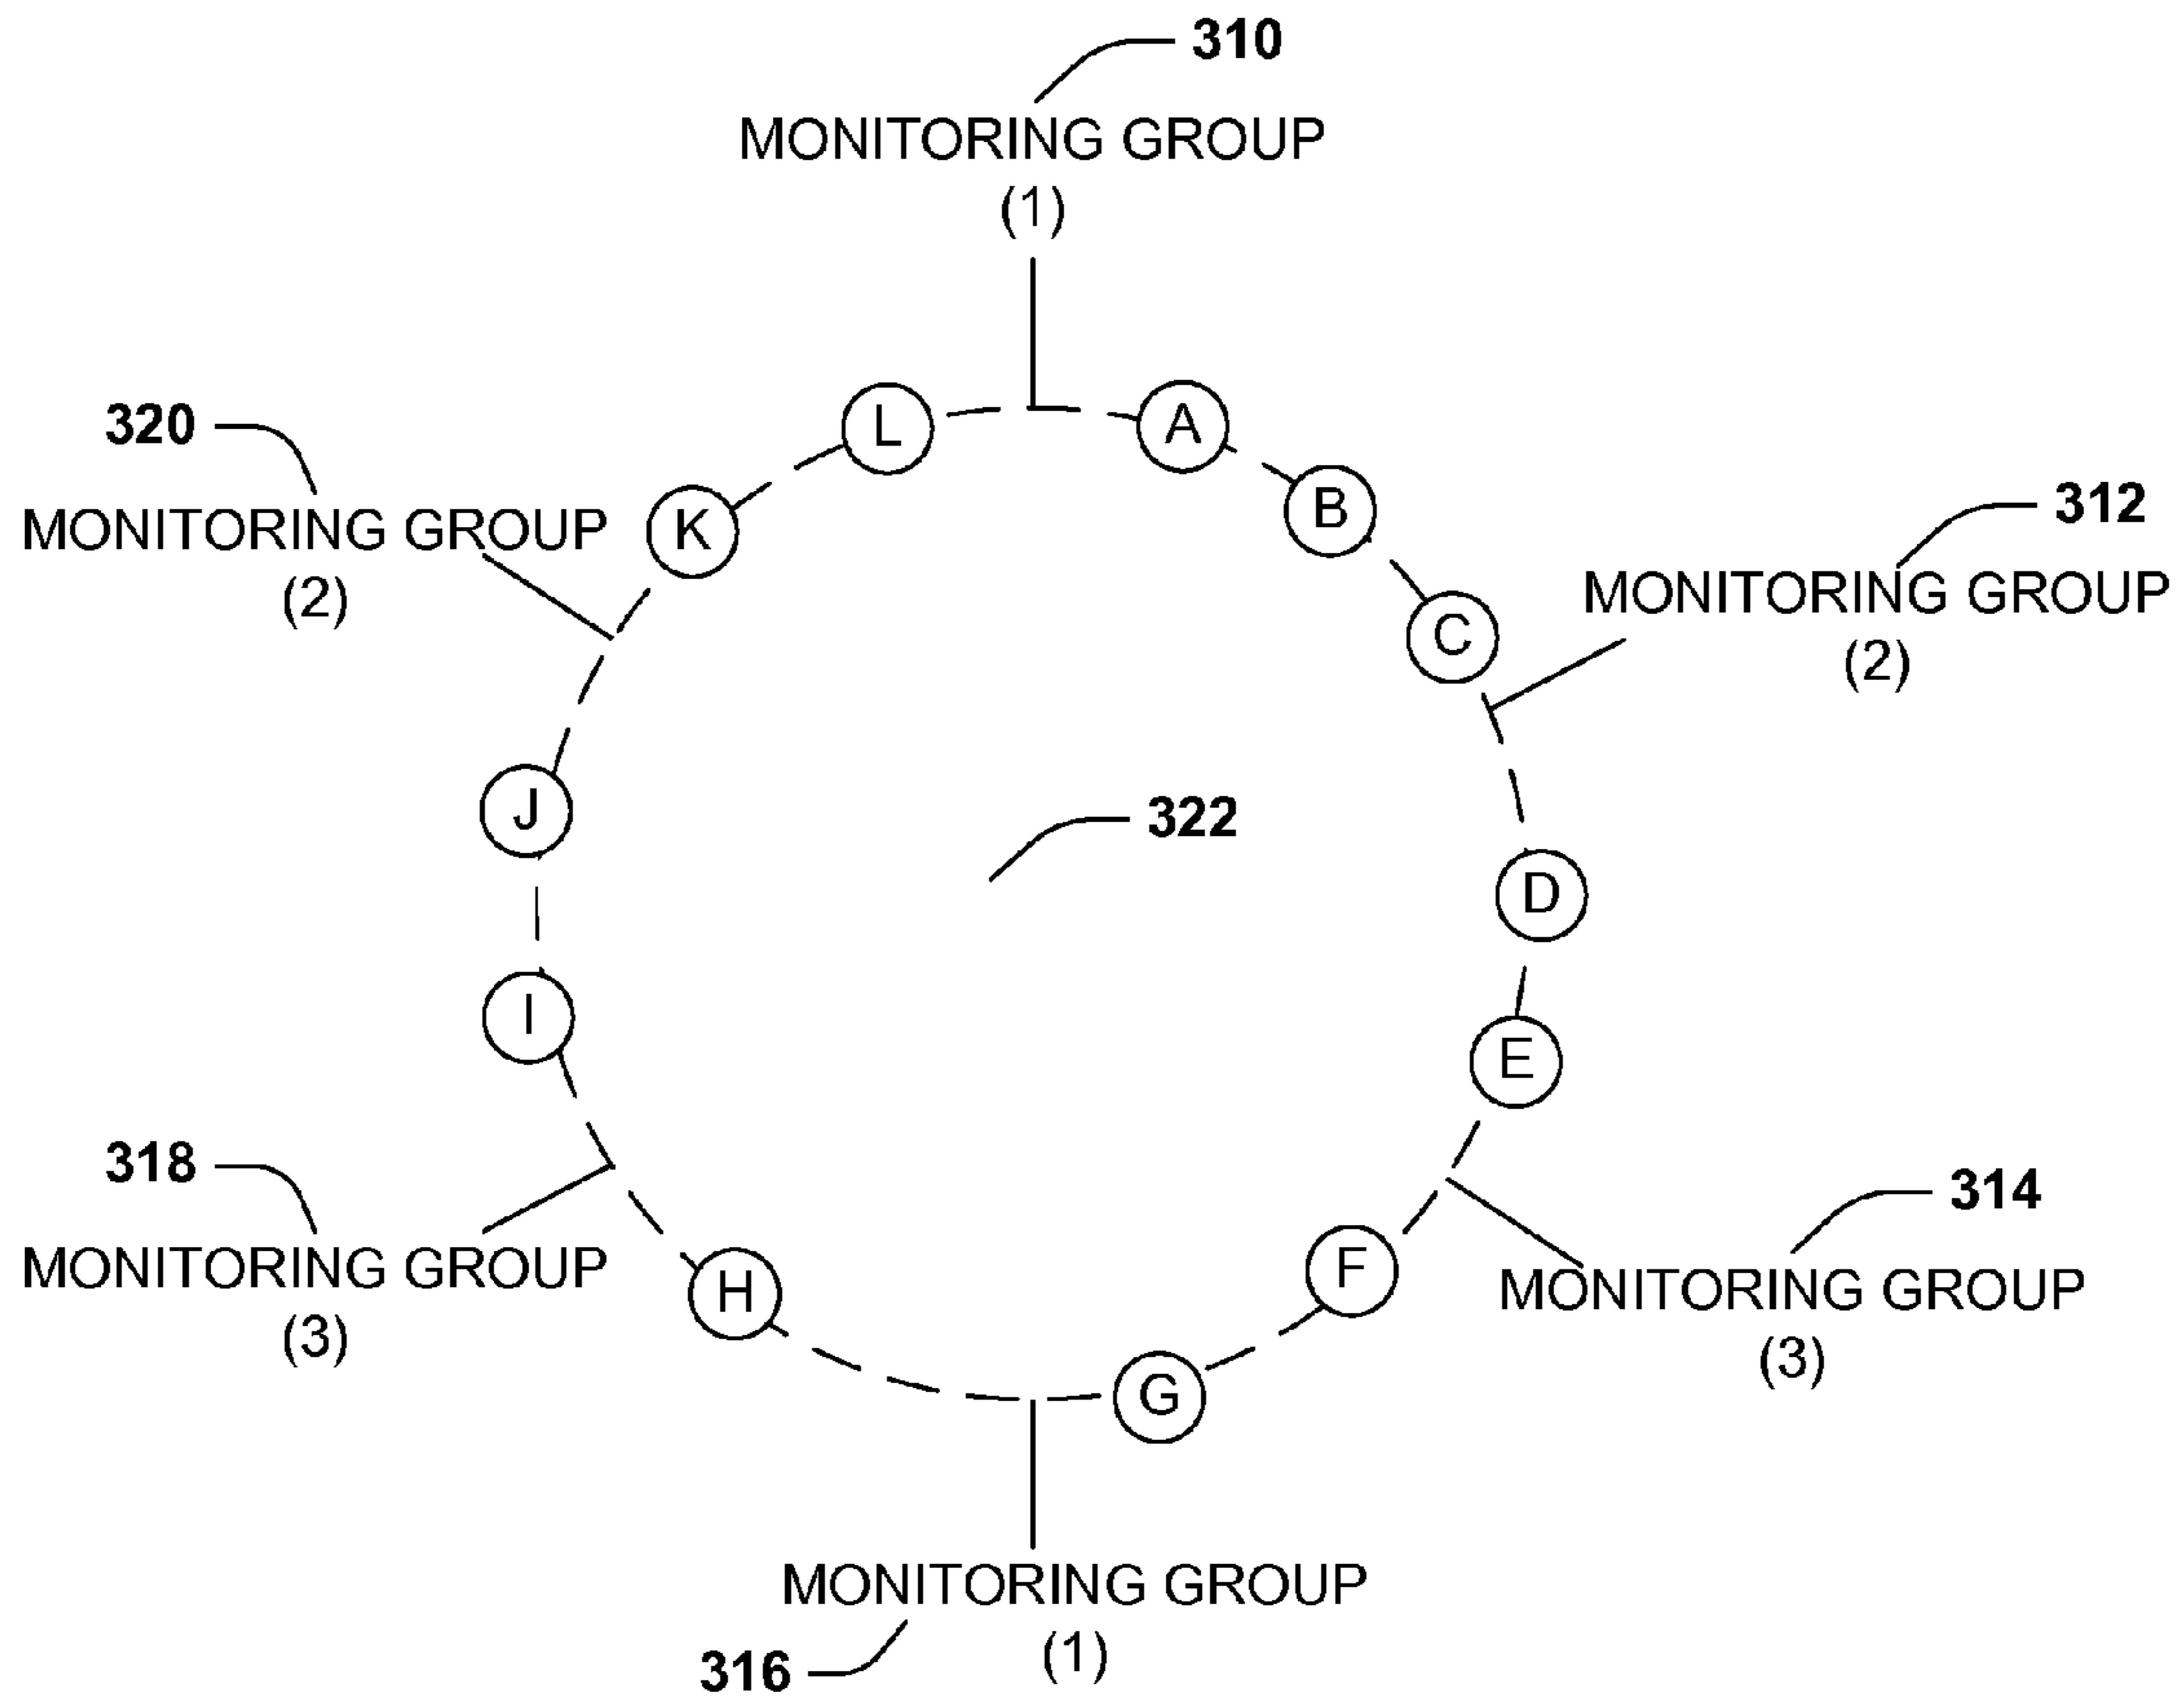 310
MONITORING GROUP
(1)
L
A
320
K
B
312
MONITORING GROUP
(2)
MONITORING GROUP
(2)
C
J
322
D
I
E
318
MONITORING GROUP
(3)
H
F
314
MONITORING GROUP
(3)
G
MONITORING GROUP
(1)
316